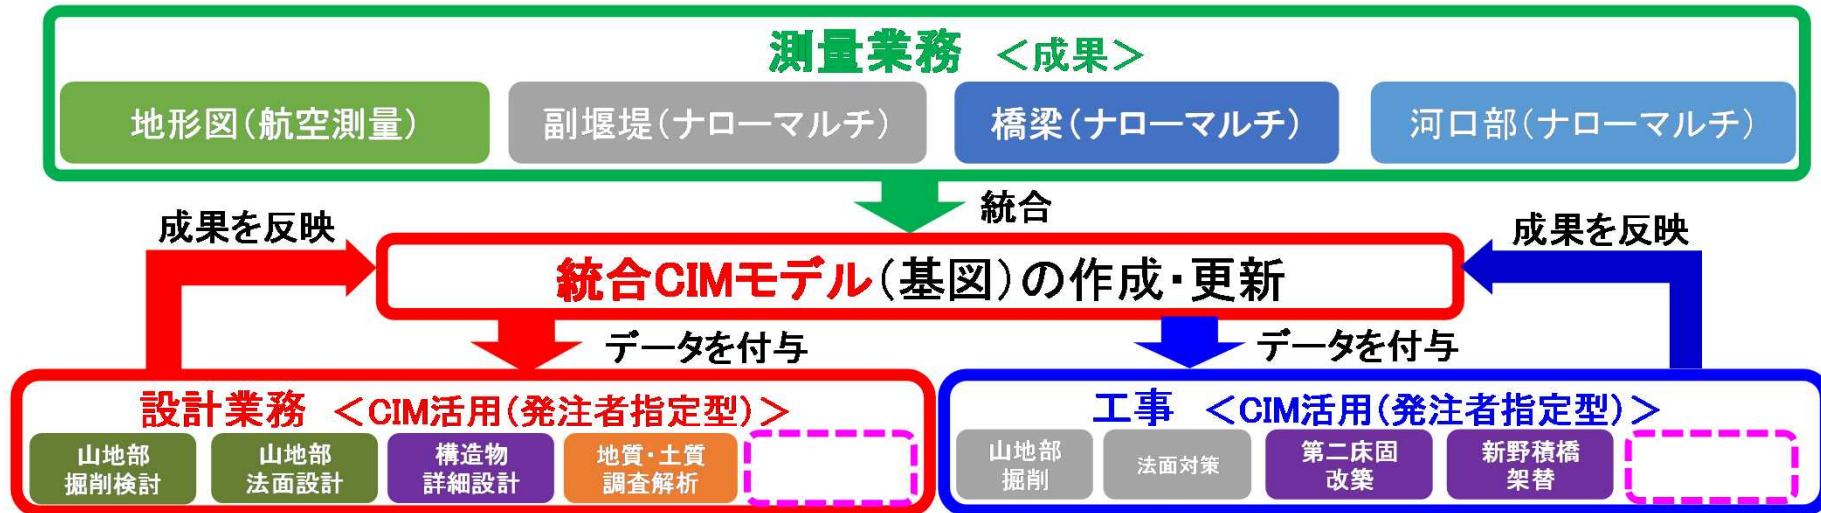 測量業務 <成果>
地形図(航空測量)
副堰堤(ナローマルチ)
橋梁(ナローマルチ)
河口部(ナローマルチ)
統合
成果を反映
成果を反映
統合CIMモデル(基図)の作成・更新
データを付与
データを付与
設計業務 <CIM活用(発注者指定型)>
山地部
掘削検討
山地部
法面設計
構造物
詳細設計
地質・土質
調査解析
工事 <CIM活用(発注者指定型)>
山地部
掘削
法面対策
第二床固
改築
新野積橋
架替